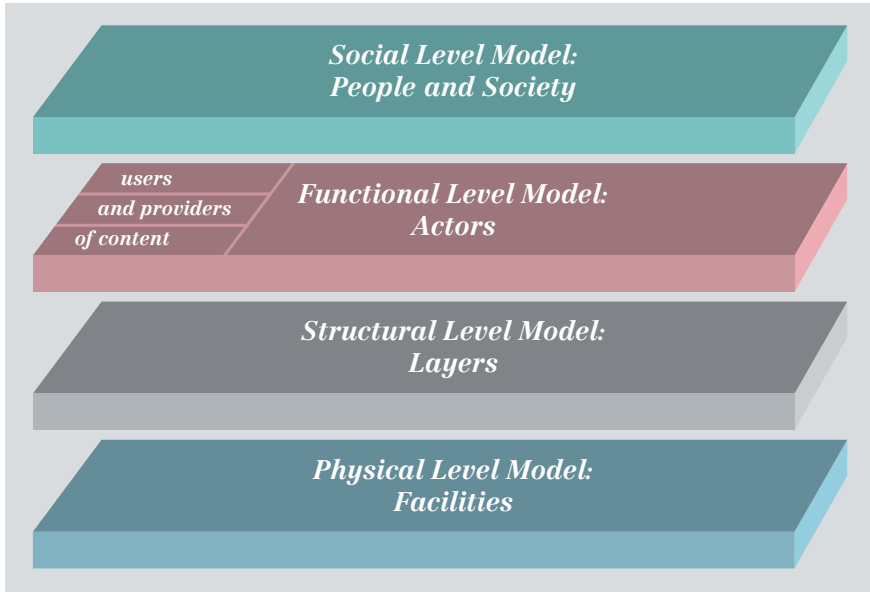 Social Level Model:
People and Society
users
and providers
of content
Functional Level Model:
Actors
Structural Level Model:
Layers
Physical Level Model:
Facilities